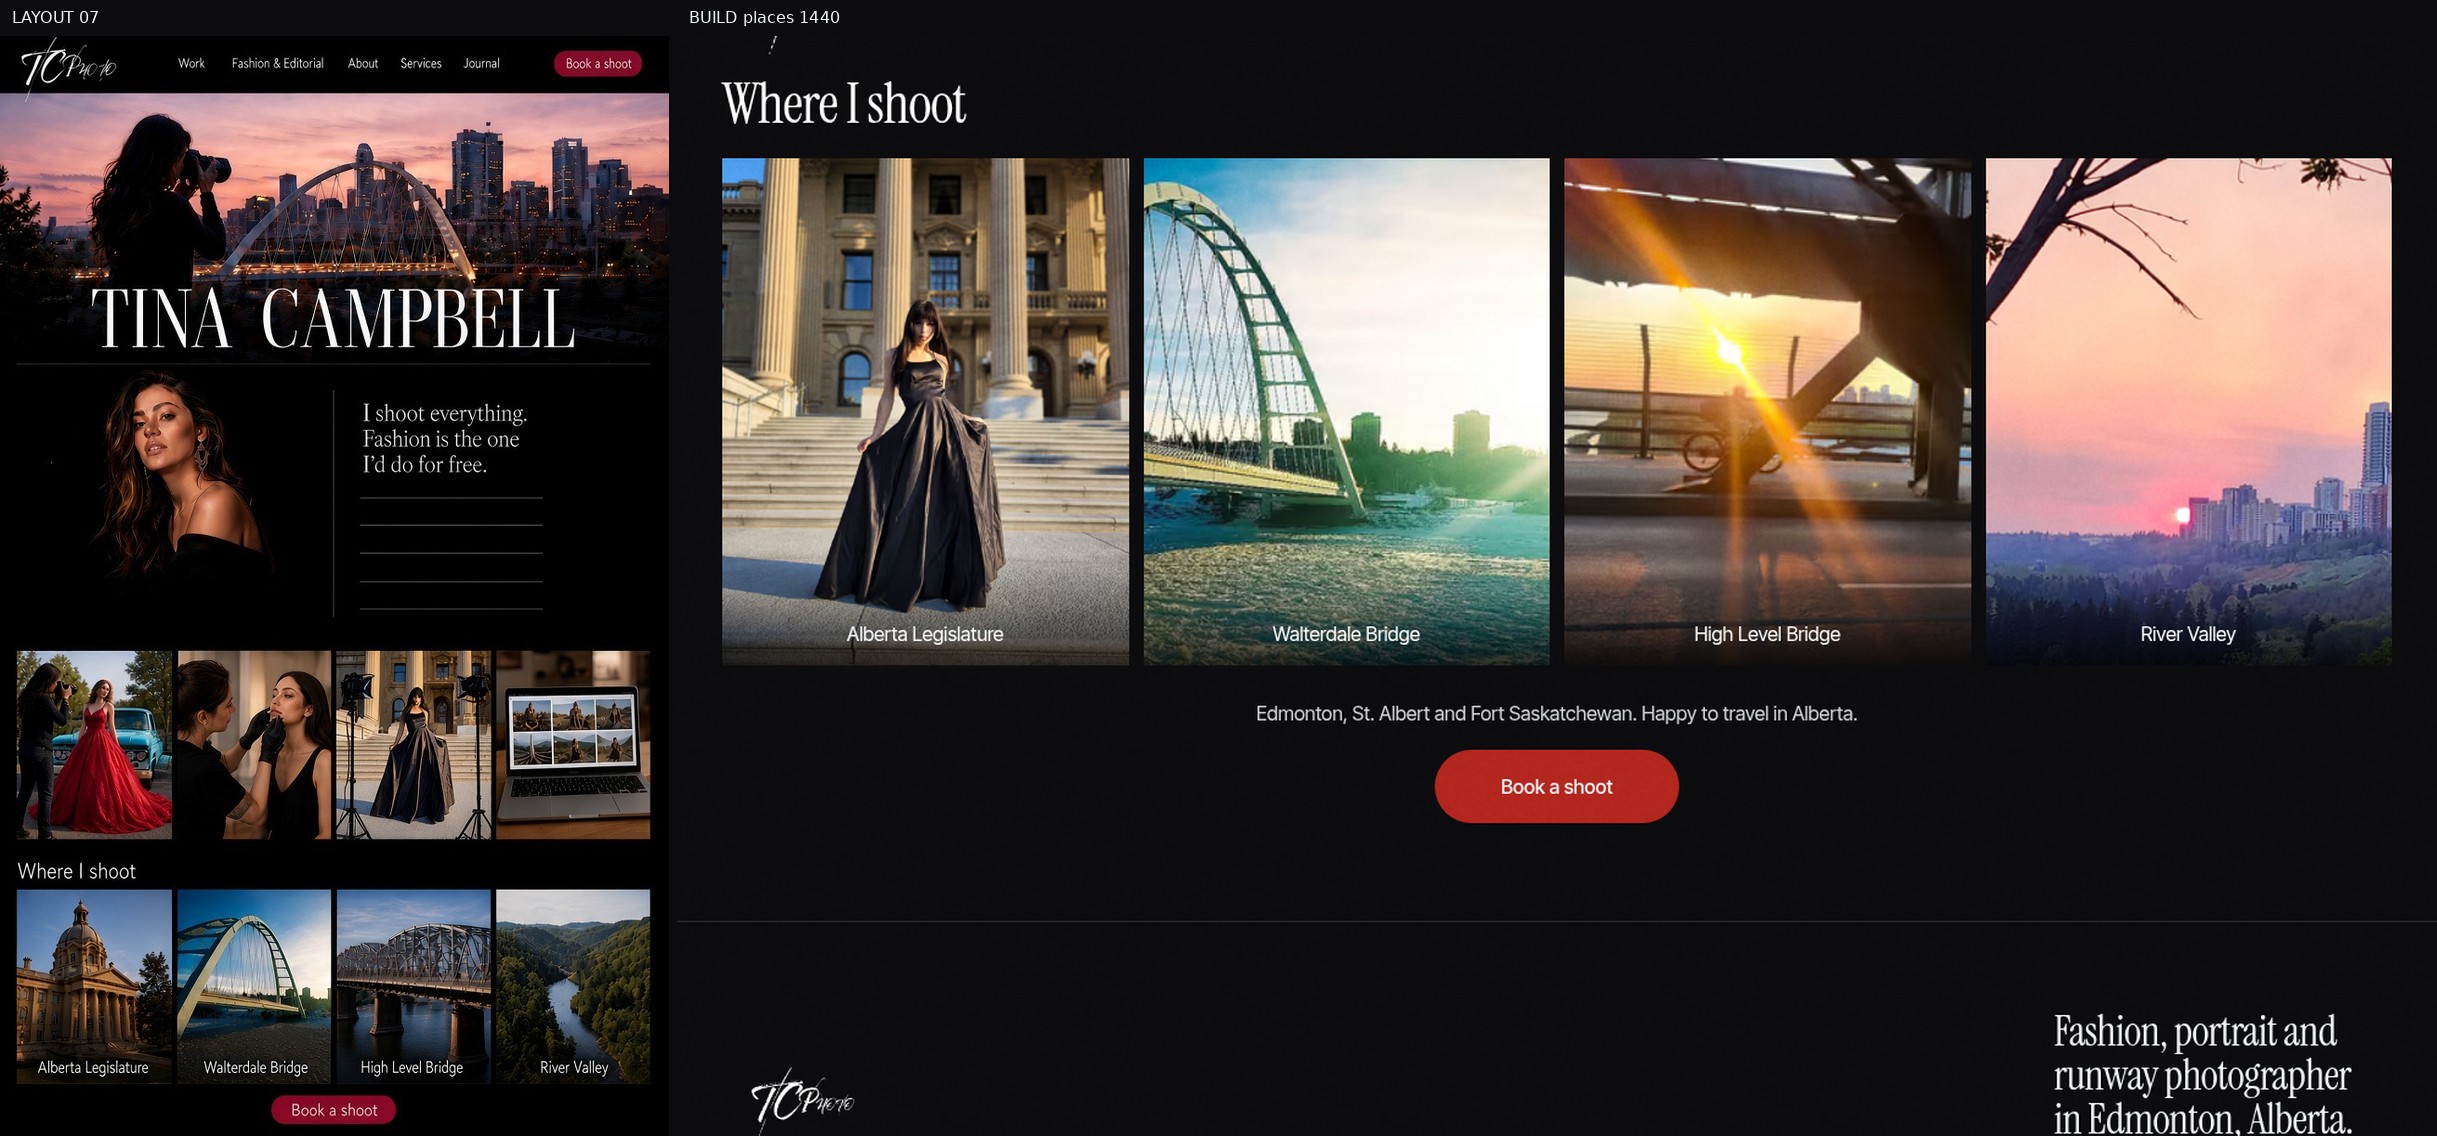 LAYOUT 07
TCPhoto
Work
Fashion & Editorial
About
Services
Journal
Book a shoot
TINA CAMPBELL
I shoot everything.
Fashion is the one
I'd do for free.
Where I shoot
Alberta Legislature
Walterdale Bridge
High Level Bridge
River Valley
Book a shoot
BUILD places 1440
Where I shoot
Alberta Legislature
Walterdale Bridge
High Level Bridge
River Valley
Edmonton, St. Albert and Fort Saskatchewan. Happy to travel in Alberta.
Book a shoot
TCPhoto
Fashion, portrait and
runway photographer
in Edmonton, Alberta.